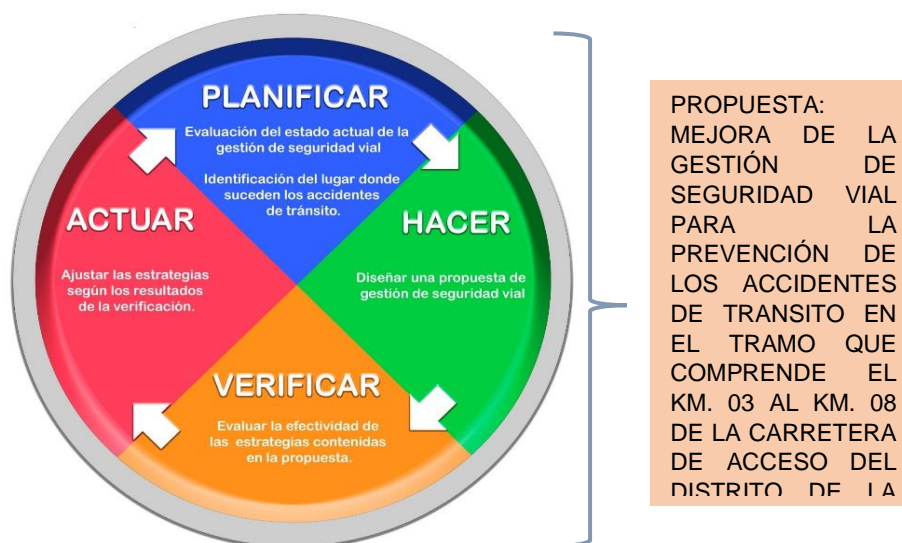 PLANIFICAR
Evaluación del estado actual de la
gestión de seguridad vial
Identificación del lugar donde
suceden los accidentes
de tránsito.
HACER
Diseñar una propuesta de
gestión de seguridad vial
VERIFICAR
Evaluar la efectividad de
las estrategias contenidas
en la propuesta.
ACTUAR
Ajustar las estrategias
según los resultados
de la verificación.
PROPUESTA:
MEJORA DE LA
GESTIÓN DE
SEGURIDAD VIAL
PARA LA
PREVENCIÓN DE
LOS ACCIDENTES
DE TRANSITO EN
EL TRAMO QUE
COMPRENDE EL
KM. 03 AL KM. 08
DE LA CARRETERA
DE ACCESO DEL
DISTRITO DE LA